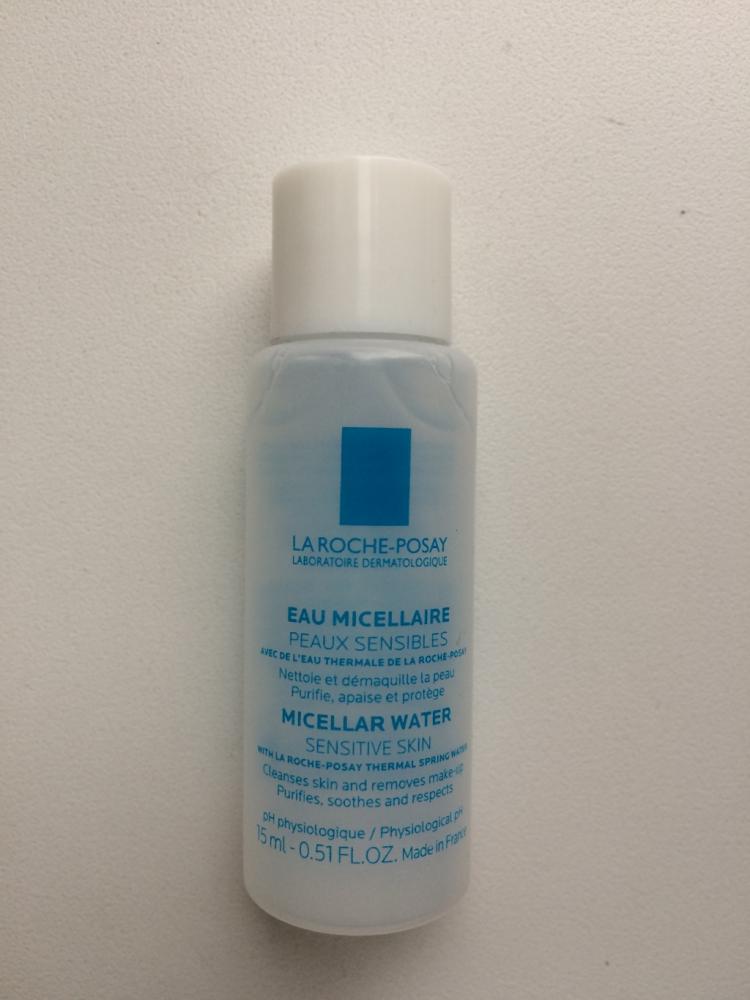 LA ROCHE-POSAY
LABORATOIRE DERMATOLOGIQUE
EAU MICELLAIRE
PEAUX SENSIBLES
AVEC DE L'EAU THERMALE DE LA ROCHE-POSAY
Nettoie et démaquille la peau
Purifie, apaise et protège
MICELLAR WATER
SENSITIVE SKIN
WITH LA ROCHE-POSAY THERMAL SPRING WATER
Cleanses skin and removes make-up
Purifies, soothes and respects
pH physiologique / Physiological pH
15 ml - 0.51 FL.OZ. Made in France